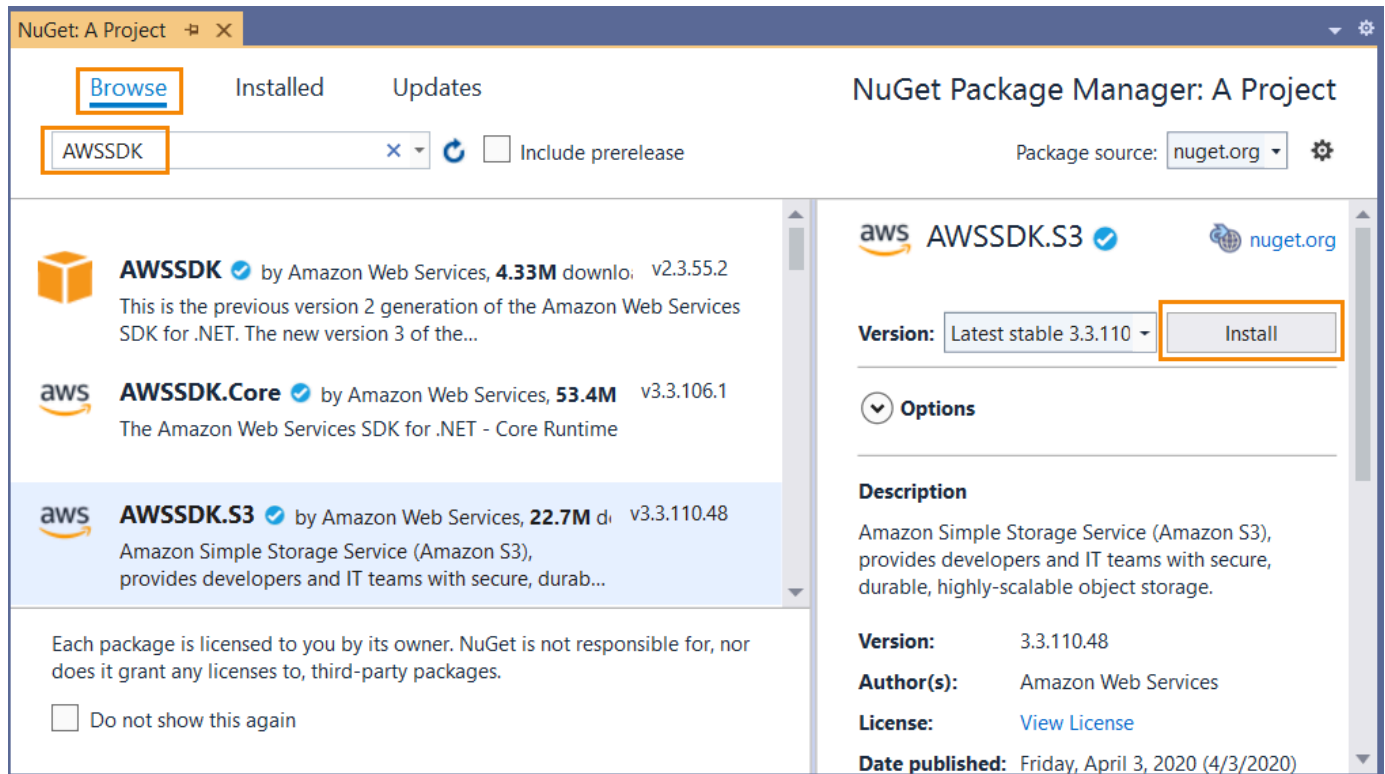 NuGet: A Project
Browse Installed Updates
NuGet Package Manager: A Project
AWSSDK
Include prerelease
Package source: nuget.org
AWSSDK by Amazon Web Services, 4.33M downloa v2.3.55.2
This is the previous version 2 generation of the Amazon Web Services
SDK for .NET. The new version 3 of the...
aws
AWSSDK.Core by Amazon Web Services, 53.4M v3.3.106.1
The Amazon Web Services SDK for .NET - Core Runtime
aws
AWSSDK.S3 by Amazon Web Services, 22.7M d v3.3.110.48
Amazon Simple Storage Service (Amazon S3),
provides developers and IT teams with secure, durab...
Each package is licensed to you by its owner. NuGet is not responsible for, nor
does it grant any licenses to, third-party packages.
Do not show this again
aws AWSSDK.S3 nuget.org
Version: Latest stable 3.3.110 Install
Options
Description
Amazon Simple Storage Service (Amazon S3),
provides developers and IT teams with secure,
durable, highly-scalable object storage.
Version: 3.3.110.48
Author(s): Amazon Web Services
License: View License
Date published: Friday, April 3, 2020 (4/3/2020)